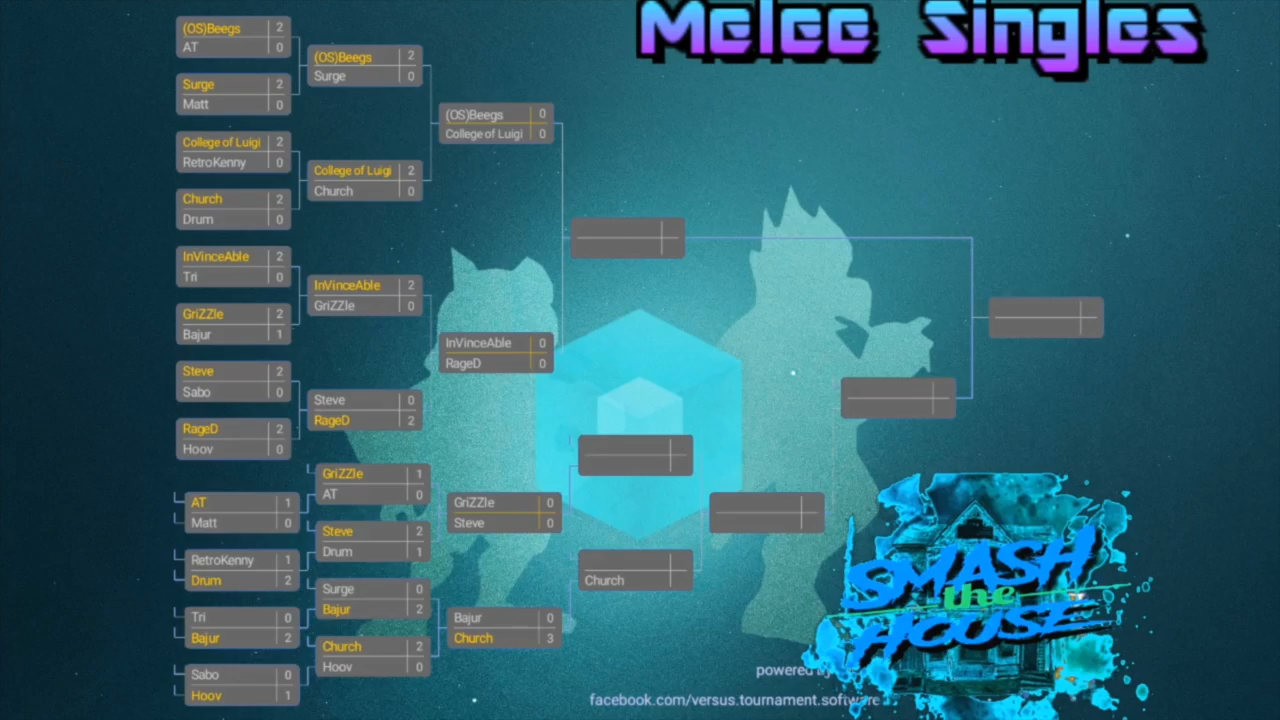 Melee Singles
(OS)Beegs 2
AT 0
Surge 2
Matt 0
College of Luigi 2
RetroKenny 0
Church 2
Drum 0
InVinceAble 2
Tri 0
GriZZle 2
Bajur 1
Steve 2
Sabo 0
RageD 2
Hoov 0
(OS)Beegs 2
Surge 0
College of Luigi 2
Church 0
InVinceAble 2
GriZZle 0
Steve 0
RageD 2
(OS)Beegs 0
College of Luigi 0
InVinceAble 0
RageD 0
AT 1
Matt 0
RetroKenny 1
Drum 2
Tri 0
Bajur 2
Sabo 0
Hoov 1
GriZZle 1
AT 0
Steve 2
Drum 1
Surge 0
Bajur 2
Church 2
Hoov 0
GriZZle 0
Steve 0
Bajur 0
Church 3
Church
SMASH
the
HOUSE
powered by
facebook.com/versus.tournament.software